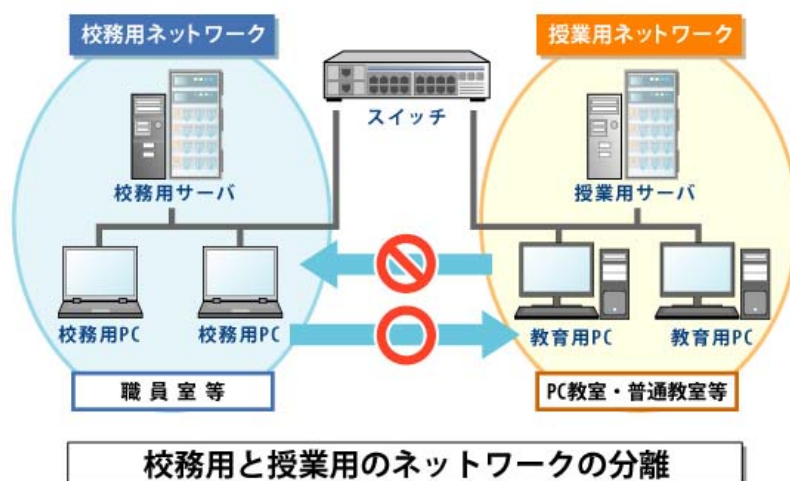 校務用ネットワーク
授業用ネットワーク
スイッチ
校務用サーバ
授業用サーバ
校務用PC
校務用PC
教育用PC
教育用PC
職員室等
PC教室・普通教室等
校務用と授業用のネットワークの分離